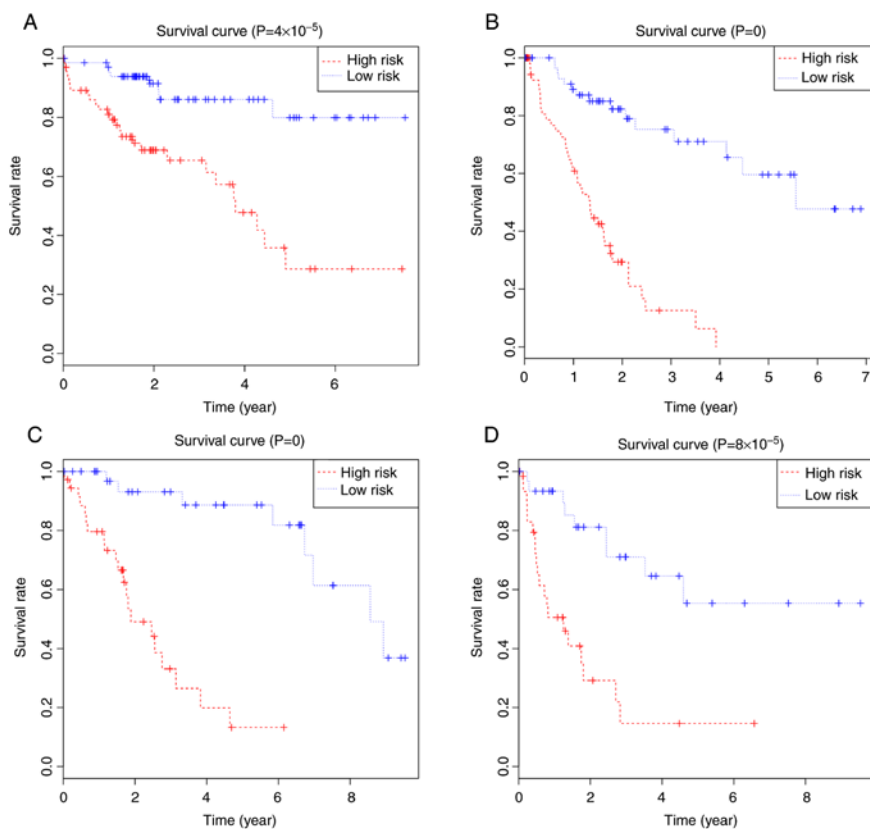 A
Survival curve (P=4×10⁻⁵)
High risk
Low risk
Survival rate
1.0
0.8
0.6
0.4
0.2
0.0
0 2 4 6
Time (year)
B
Survival curve (P=0)
High risk
Low risk
Survival rate
1.0
0.8
0.6
0.4
0.2
0.0
0 1 2 3 4 5 6 7
Time (year)
C
Survival curve (P=0)
High risk
Low risk
Survival rate
1.0
0.8
0.6
0.4
0.2
0.0
0 2 4 6 8
Time (year)
D
Survival curve (P=8×10⁻⁵)
High risk
Low risk
Survival rate
1.0
0.8
0.6
0.4
0.2
0.0
0 2 4 6 8
Time (year)